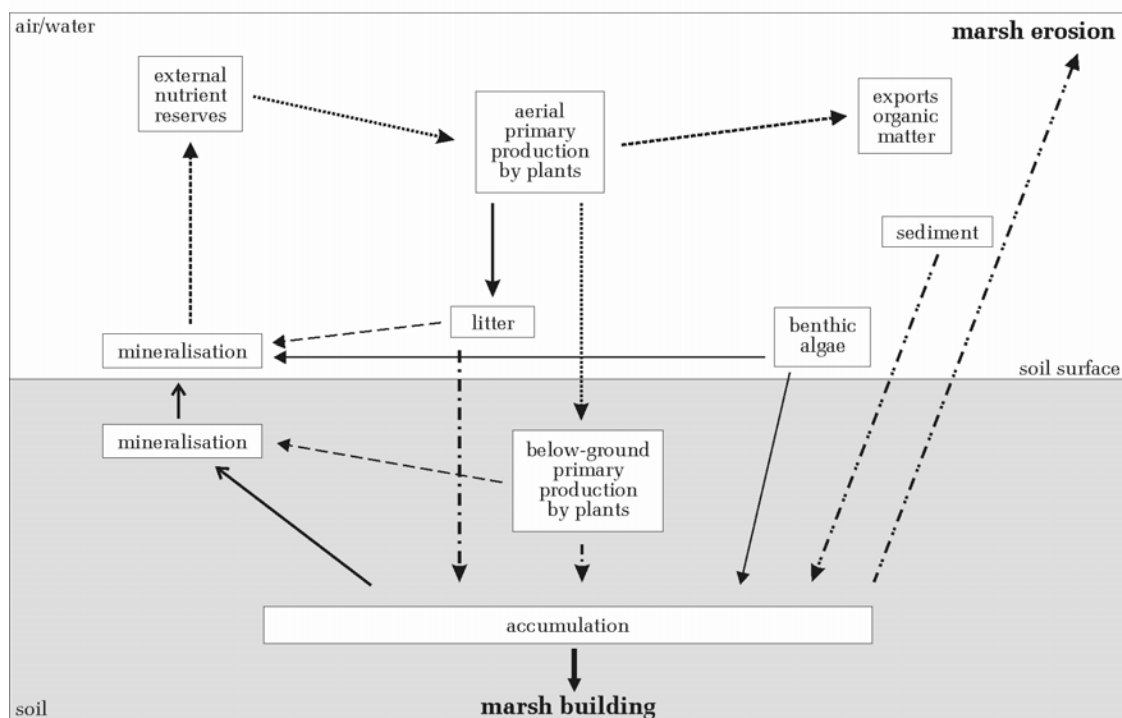 air/water
marsh erosion
external
nutrient
reserves
aerial
primary
production
by plants
exports
organic
matter
sediment
litter
benthic
algae
mineralisation
soil surface
mineralisation
below-ground
primary
production
by plants
accumulation
marsh building
soil